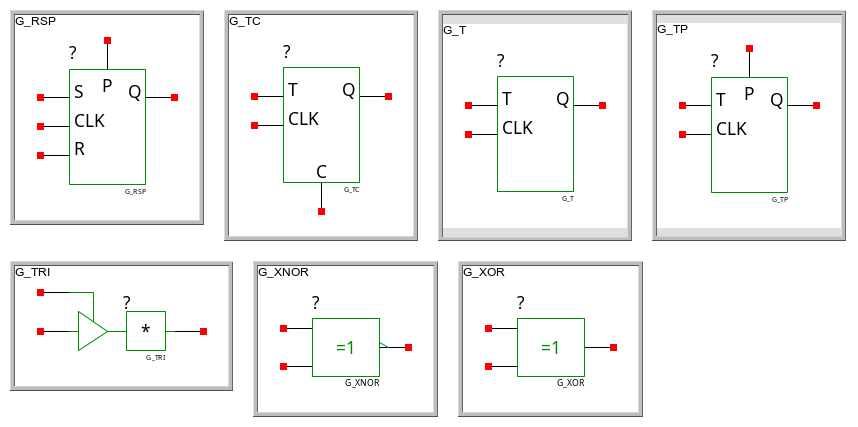 G_RSP
?
P
S
Q
CLK
R
G_RSP
G_TC
?
T
Q
CLK
C
G_TC
G_T
?
T
Q
CLK
G_T
G_TP
?
P
T
Q
CLK
G_TP
G_TRI
?
*
G_TRI
G_XNOR
?
=1
G_XNOR
G_XOR
?
=1
G_XOR